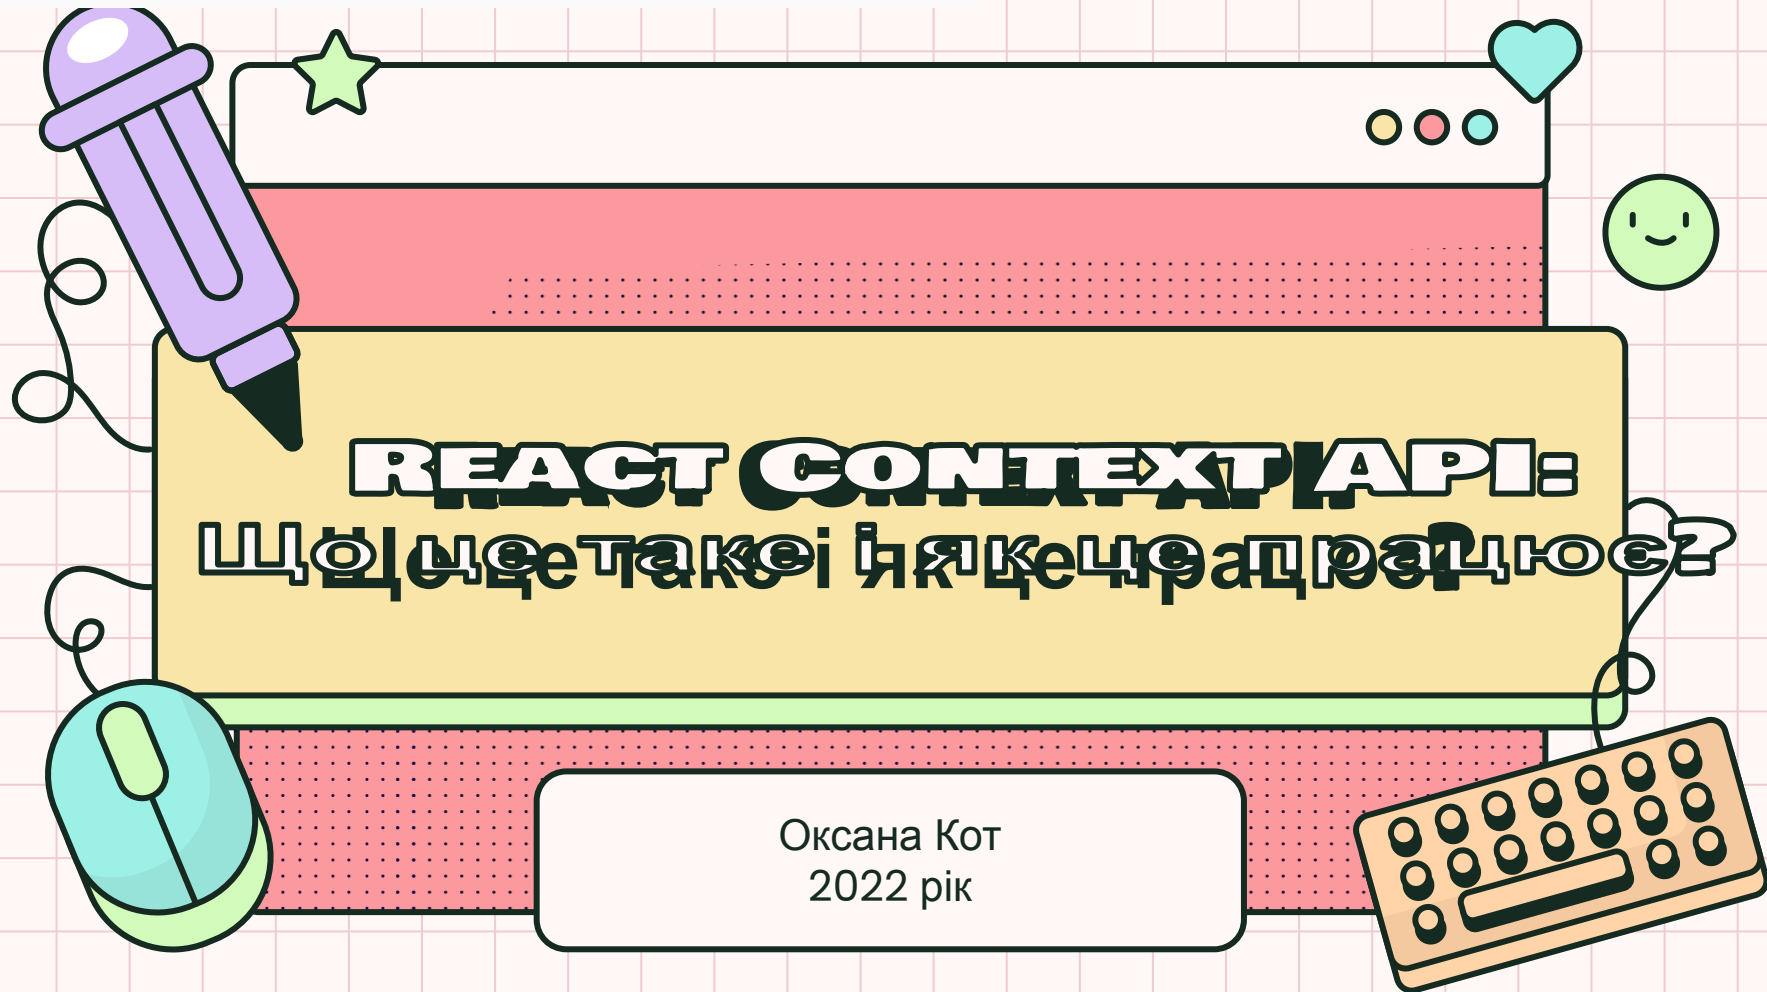 React Context API:
Що це таке і як це працює?
Оксана Кот
2022 рік